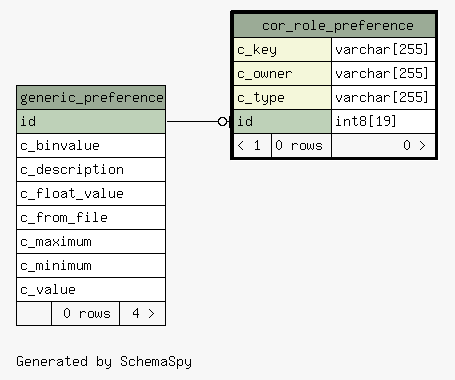 cor_role_preference
c_key varchar[255]
c_owner varchar[255]
c_type varchar[255]
id int8[19]
< 1 0 rows 0 >
generic_preference
id
c_binvalue
c_description
c_float_value
c_from_file
c_maximum
c_minimum
c_value
0 rows 4 >
Generated by SchemaSpy